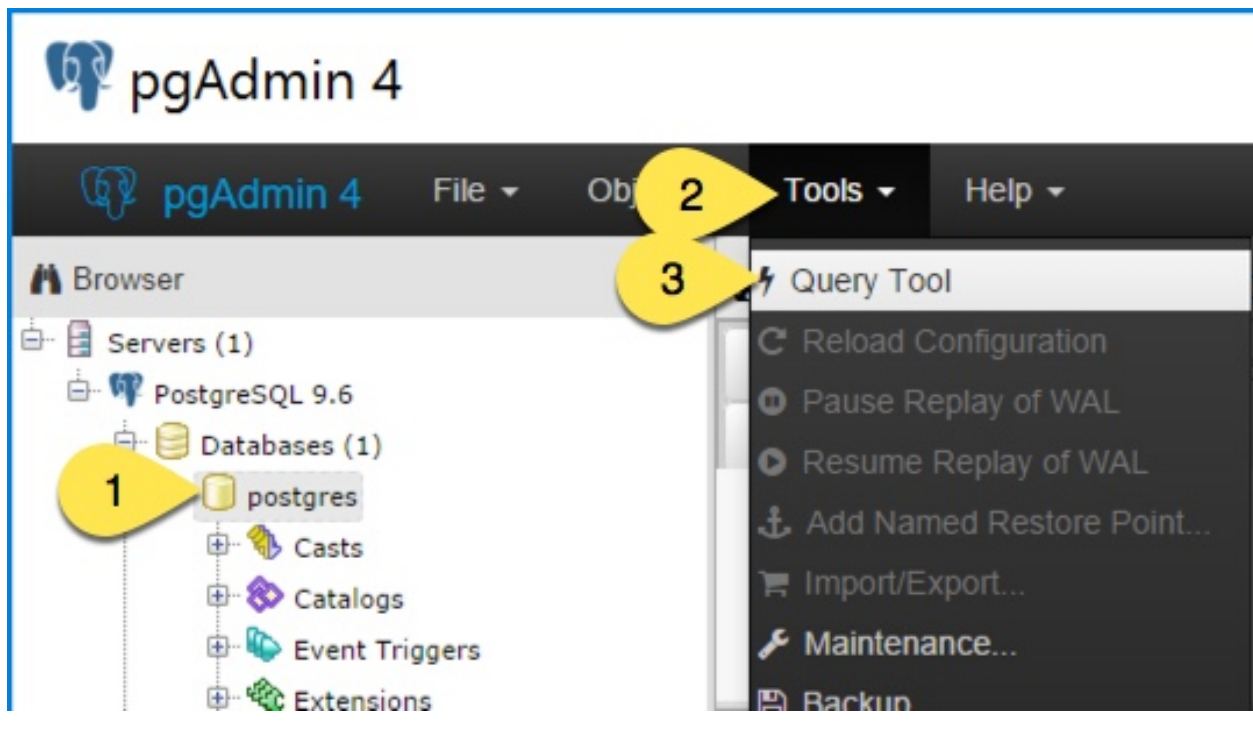 pgAdmin 4
pgAdmin 4 File Obj 2 Tools Help
Browser
3 Query Tool
Servers (1)
Reload Configuration
PostgreSQL 9.6
Pause Replay of WAL
Databases (1)
Resume Replay of WAL
1 postgres
Add Named Restore Point...
Casts
Import/Export...
Catalogs
Maintenance...
Event Triggers
Backup
Extensions